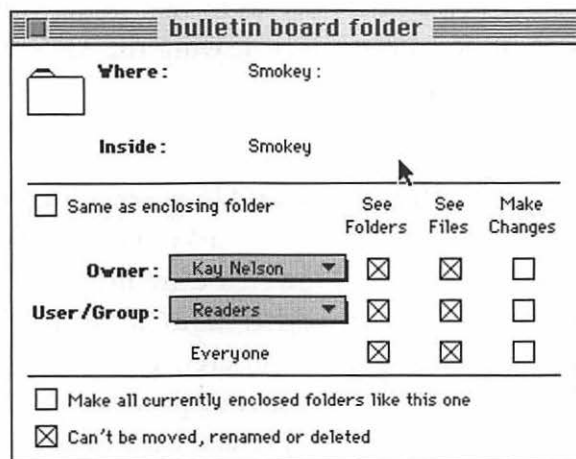 bulletin board folder
Where: Smokey:
Inside: Smokey
Same as enclosing folder See Folders See Files Make Changes
Owner: Kay Nelson
User/Group: Readers
Everyone
Make all currently enclosed folders like this one
Can't be moved, renamed or deleted